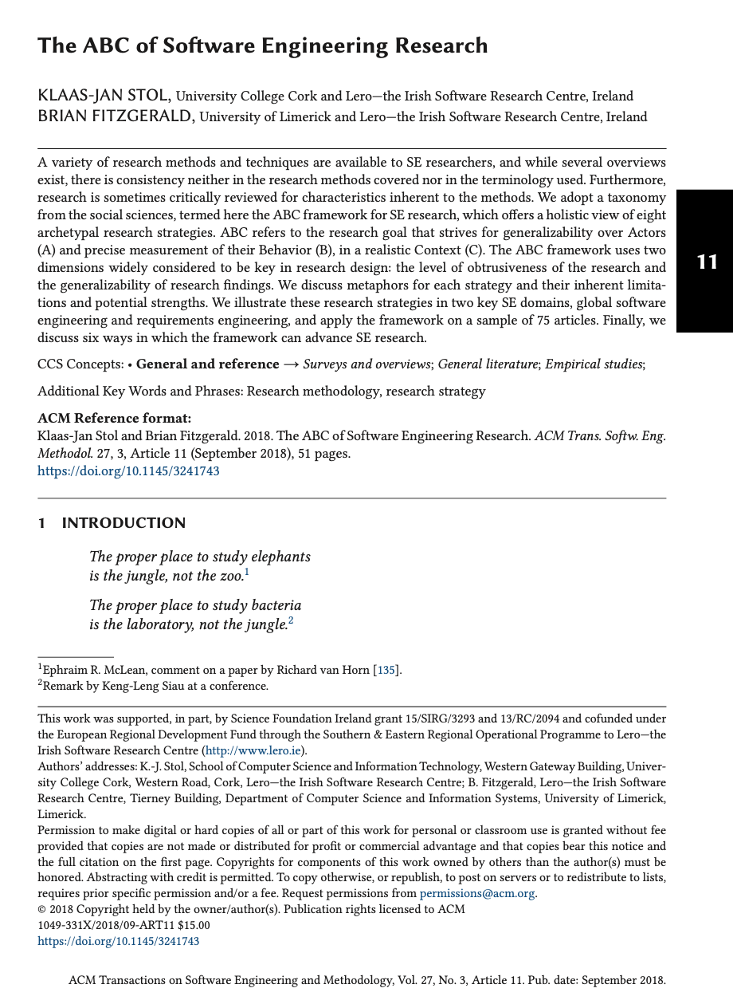 The ABC of Software Engineering Research
KLAAS-JAN STOL, University College Cork and Lero—the Irish Software Research Centre, Ireland
BRIAN FITZGERALD, University of Limerick and Lero—the Irish Software Research Centre, Ireland
A variety of research methods and techniques are available to SE researchers, and while several overviews
exist, there is consistency neither in the research methods covered nor in the terminology used. Furthermore,
research is sometimes critically reviewed for characteristics inherent to the methods. We adopt a taxonomy
from the social sciences, termed here the ABC framework for SE research, which offers a holistic view of eight
archetypal research strategies. ABC refers to the research goal that strives for generalizability over Actors
(A) and precise measurement of their Behavior (B), in a realistic Context (C). The ABC framework uses two
dimensions widely considered to be key in research design: the level of obtrusiveness of the research and
the generalizability of research findings. We discuss metaphors for each strategy and their inherent limita-
tions and potential strengths. We illustrate these research strategies in two key SE domains, global software
engineering and requirements engineering, and apply the framework on a sample of 75 articles. Finally, we
discuss six ways in which the framework can advance SE research.
11
CCS Concepts: • General and reference → Surveys and overviews; General literature; Empirical studies;
Additional Key Words and Phrases: Research methodology, research strategy
ACM Reference format:
Klaas-Jan Stol and Brian Fitzgerald. 2018. The ABC of Software Engineering Research. ACM Trans. Softw. Eng.
Methodol. 27, 3, Article 11 (September 2018), 51 pages.
https://doi.org/10.1145/3241743
1 INTRODUCTION
The proper place to study elephants
is the jungle, not the zoo.1
The proper place to study bacteria
is the laboratory, not the jungle.2
1Ephraim R. McLean, comment on a paper by Richard van Horn [135].
2Remark by Keng-Leng Siau at a conference.
This work was supported, in part, by Science Foundation Ireland grant 15/SIRG/3293 and 13/RC/2094 and cofunded under
the European Regional Development Fund through the Southern & Eastern Regional Operational Programme to Lero—the
Irish Software Research Centre (http://www.lero.ie).
Authors' addresses: K.-J. Stol, School of Computer Science and Information Technology, Western Gateway Building, Univer-
sity College Cork, Western Road, Cork, Lero—the Irish Software Research Centre; B. Fitzgerald, Lero—the Irish Software
Research Centre, Tierney Building, Department of Computer Science and Information Systems, University of Limerick,
Limerick.
Permission to make digital or hard copies of all or part of this work for personal or classroom use is granted without fee
provided that copies are not made or distributed for profit or commercial advantage and that copies bear this notice and
the full citation on the first page. Copyrights for components of this work owned by others than the author(s) must be
honored. Abstracting with credit is permitted. To copy otherwise, or republish, to post on servers or to redistribute to lists,
requires prior specific permission and/or a fee. Request permissions from permissions@acm.org.
© 2018 Copyright held by the owner/author(s). Publication rights licensed to ACM
1049-331X/2018/09-ART11 $15.00
https://doi.org/10.1145/3241743
ACM Transactions on Software Engineering and Methodology, Vol. 27, No. 3, Article 11. Pub. date: September 2018.